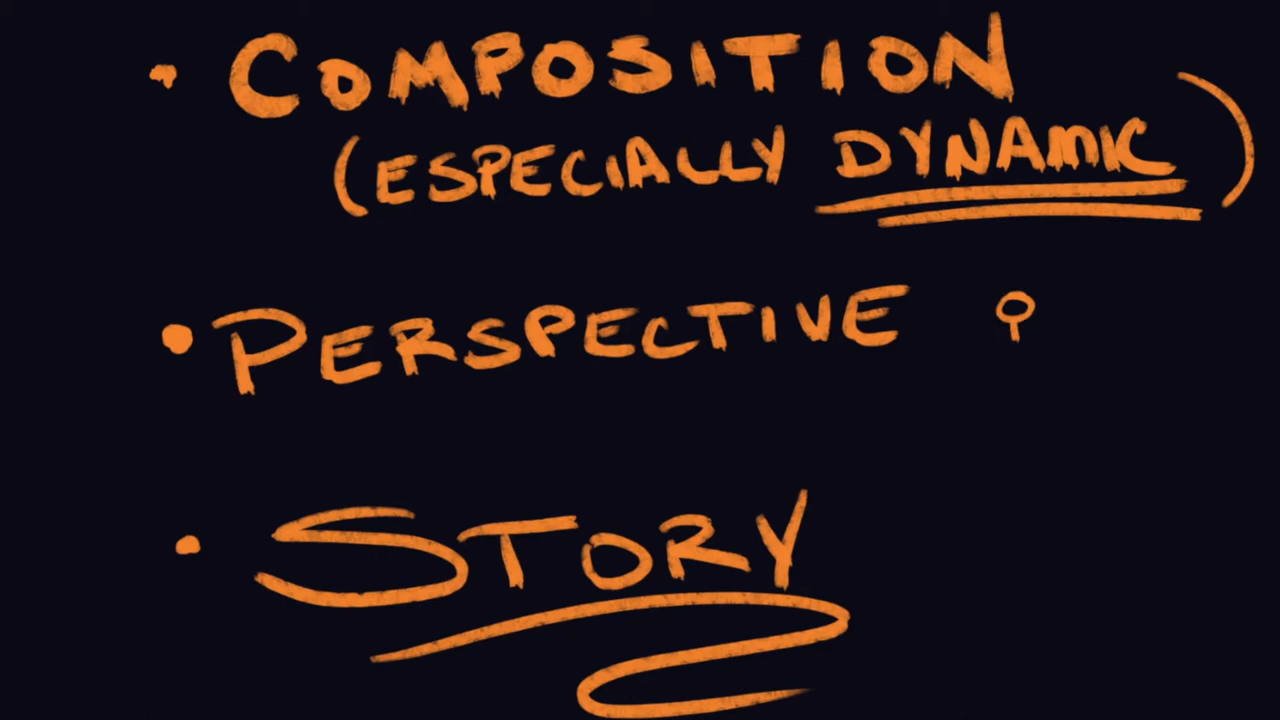 • COMPOSITION
(ESPECIALLY DYNAMIC)
• PERSPECTIVE
• STORY